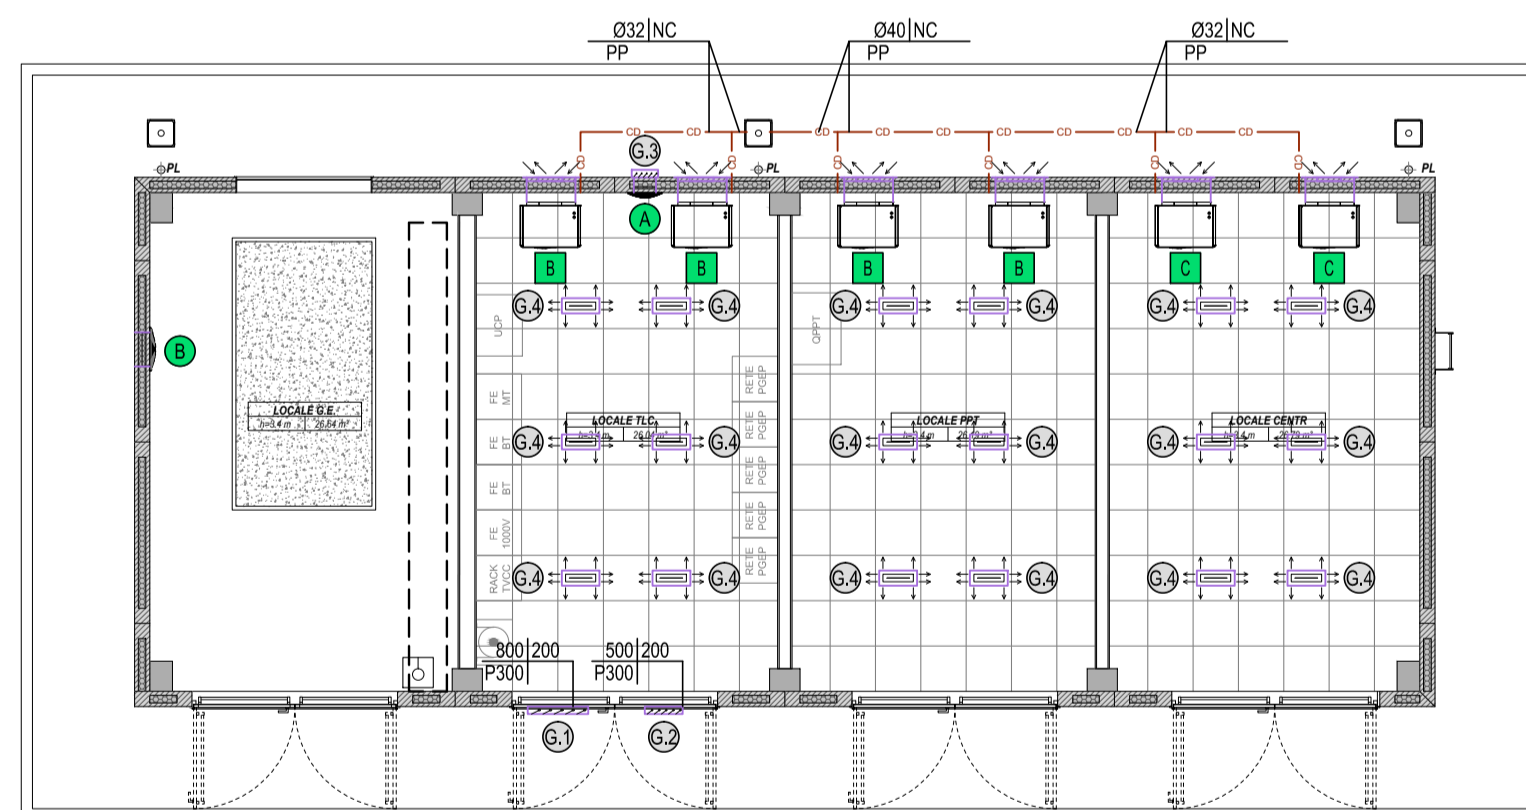 Ø32|NC
PP
Ø40|NC
PP
Ø32|NC
PP
CD CD CD CD CD CD CD CD CD
CD CD CD CD CD
G.3
PL PL PL
A
B B B B C C
G.4 G.4 G.4 G.4 G.4 G.4
UCP
QPPT
B
FE MT
RETE PGEP
RETE PGEP
LOCALE G.E.
h=3.4 m 26.64 m²
LOCALE TLC
LOCALE PPT
LOCALE CENTR
G.4 G.4 G.4 G.4 G.4 G.4
FE BT
RETE PGEP
FE BT
RETE PGEP
FE 1000V
RETE PGEP
RACK TVCC
G.4 G.4 G.4 G.4 G.4 G.4
800|200
P300
500|200
P300
G.1
G.2